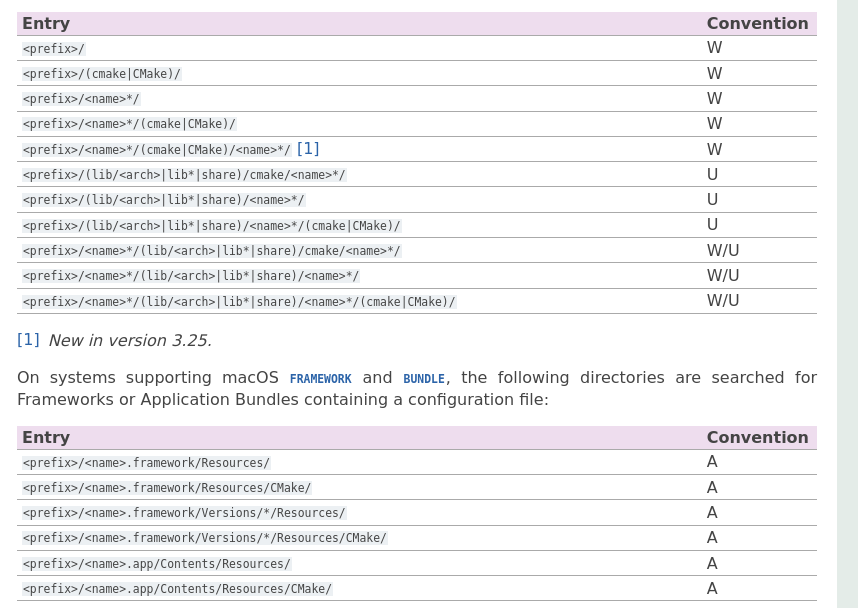 Entry Convention
<prefix>/ W
<prefix>/(cmake|CMake)/ W
<prefix>/<name>*/ W
<prefix>/<name>*/(cmake|CMake)/ W
<prefix>/<name>*/(cmake|CMake)/<name>*/ [1] W
<prefix>/(lib/<arch>|lib*|share)/cmake/<name>*/ U
<prefix>/(lib/<arch>|lib*|share)/<name>*/ U
<prefix>/(lib/<arch>|lib*|share)/<name>*/(cmake|CMake)/ U
<prefix>/<name>*/(lib/<arch>|lib*|share)/cmake/<name>*/ W/U
<prefix>/<name>*/(lib/<arch>|lib*|share)/<name>*/ W/U
<prefix>/<name>*/(lib/<arch>|lib*|share)/<name>*/(cmake|CMake)/ W/U
[1] New in version 3.25.
On systems supporting macOS FRAMEWORK and BUNDLE, the following directories are searched for
Frameworks or Application Bundles containing a configuration file:
Entry Convention
<prefix>/<name>.framework/Resources/ A
<prefix>/<name>.framework/Resources/CMake/ A
<prefix>/<name>.framework/Versions/*/Resources/ A
<prefix>/<name>.framework/Versions/*/Resources/CMake/ A
<prefix>/<name>.app/Contents/Resources/ A
<prefix>/<name>.app/Contents/Resources/CMake/ A